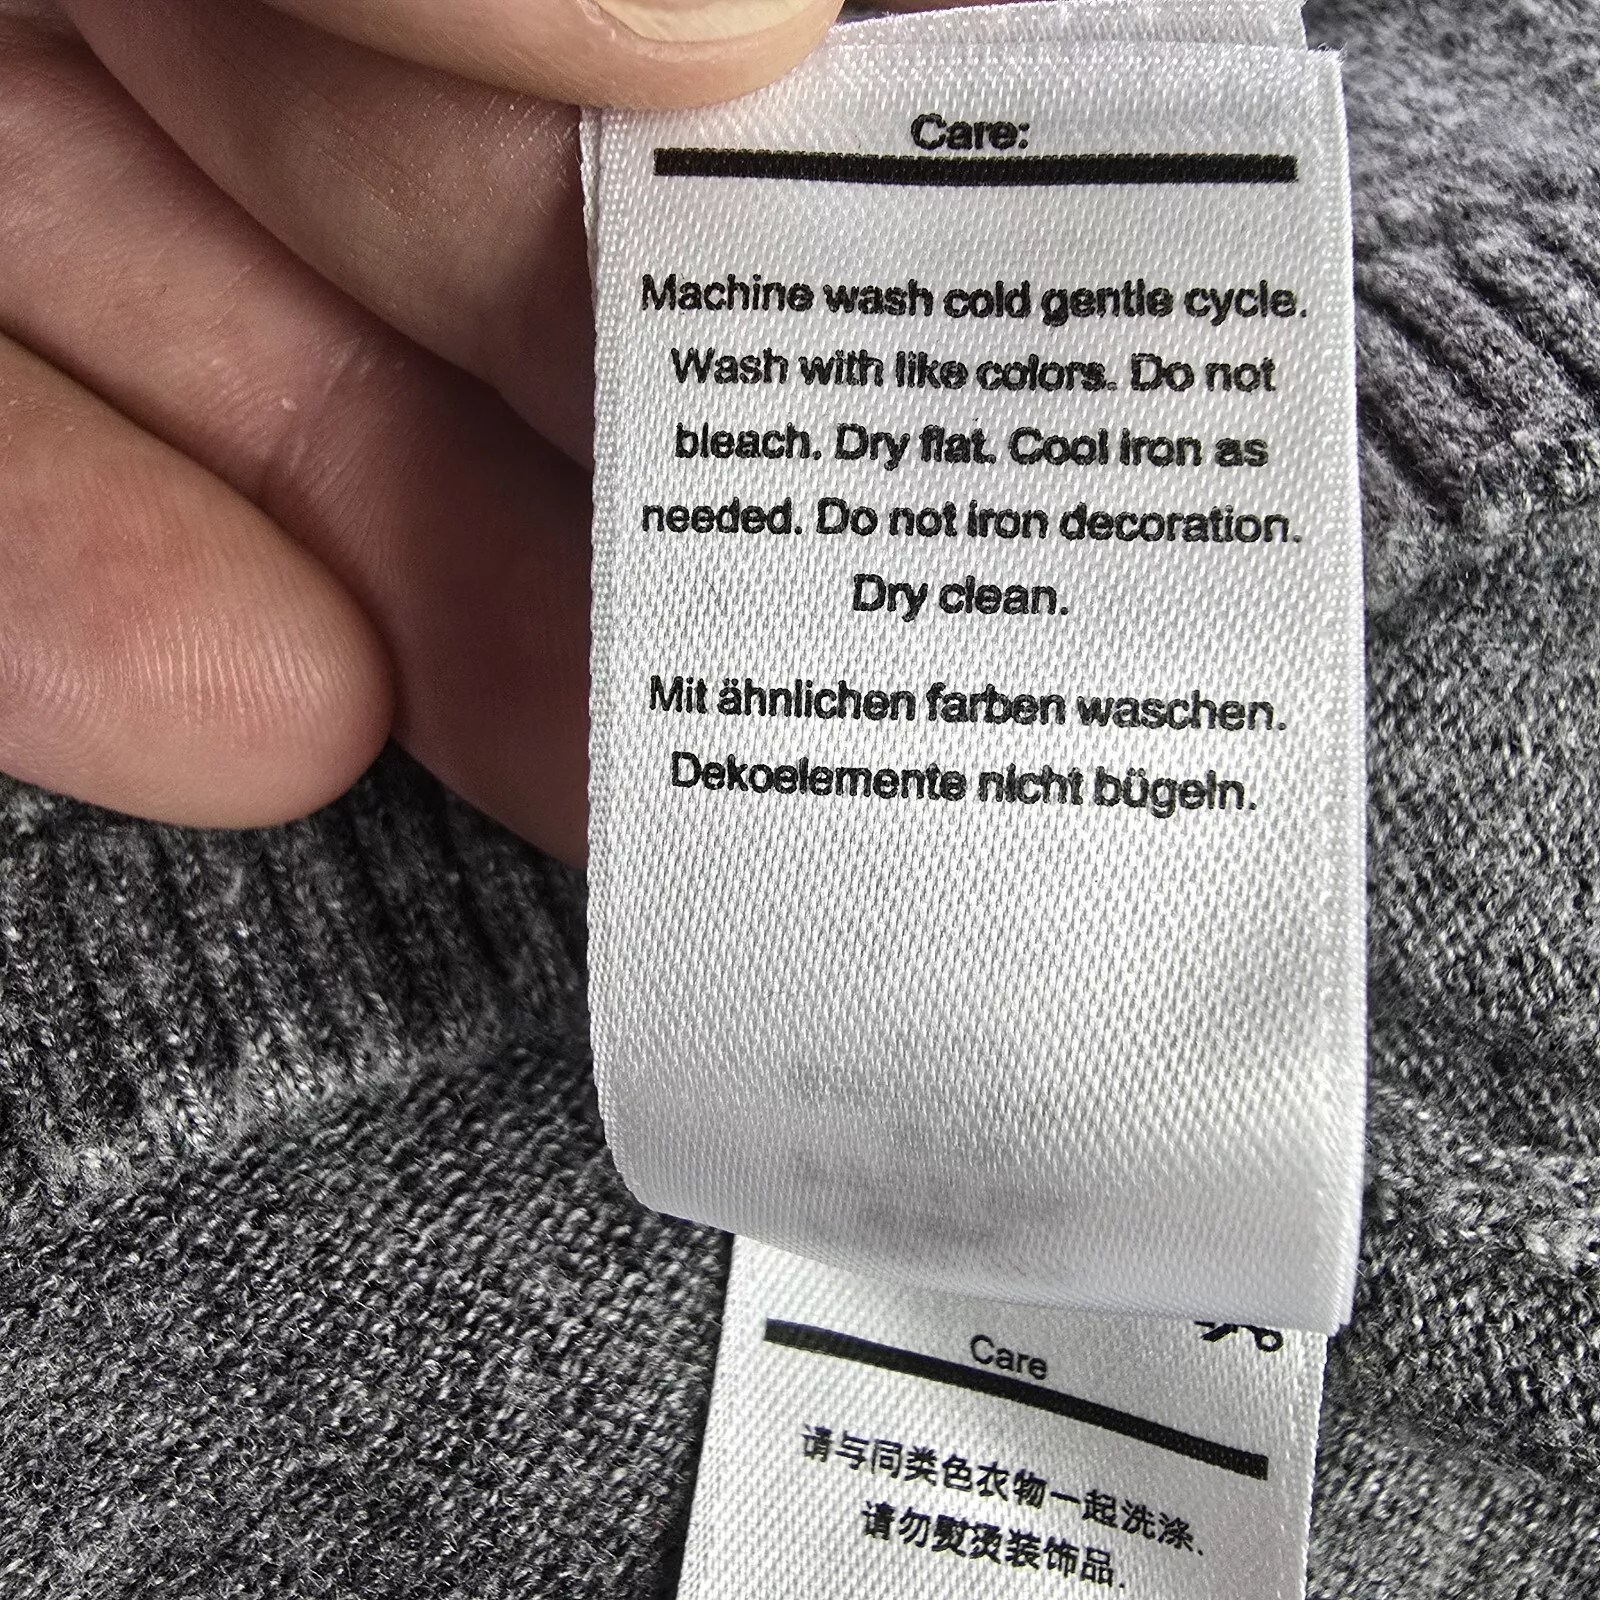 Care:
Machine wash cold gentle cycle.
Wash with like colors. Do not
bleach. Dry flat. Cool iron as
needed. Do not iron decoration.
Dry clean.
Mit ähnlichen farben waschen.
Dekoelemente nicht bügeln.
Care
请与同类色衣物一起洗涤.
请勿熨烫装饰品.